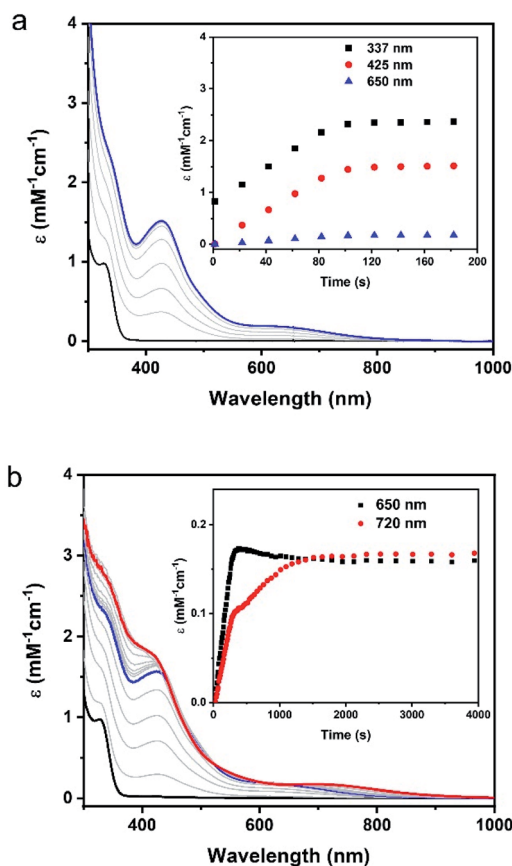 a
337 nm
425 nm
650 nm
ε (mM⁻¹cm⁻¹)
3
2
1
0
0 40 80 120 160 200
Time (s)
ε (mM⁻¹cm⁻¹)
4
3
2
1
0
400 600 800 1000
Wavelength (nm)
b
650 nm
720 nm
ε (mM⁻¹cm⁻¹)
0.2
0.1
0.0
0 1000 2000 3000 4000
Time (s)
ε (mM⁻¹cm⁻¹)
4
3
2
1
0
400 600 800 1000
Wavelength (nm)